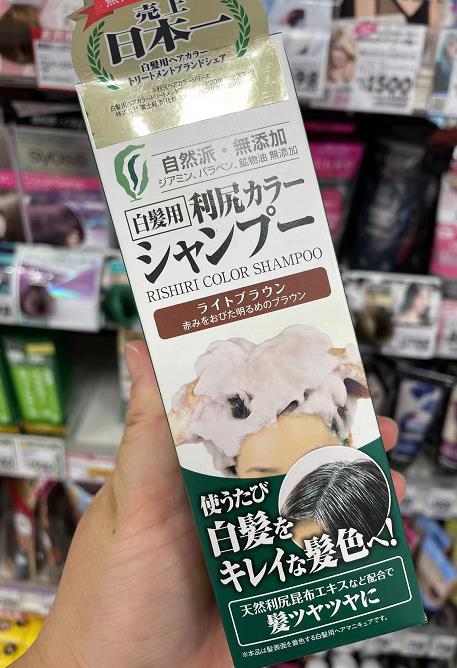 売上
日本一
白髪用ヘアカラー
トリートメントブランドシェア
自然派・無添加
ジアミン、パラベン、鉱物油 無添加
白髪用 利尻カラー
シャンプー
RISHIRI COLOR SHAMPOO
ライトブラウン
赤みをおびた明るめのブラウン
使うたび
白髪を
キレイな髪色へ!
天然利尻昆布エキスなど配合で
髪ツヤツヤに
※本品は髪表面を着色する白髪用ヘアマニキュアです。
syoss